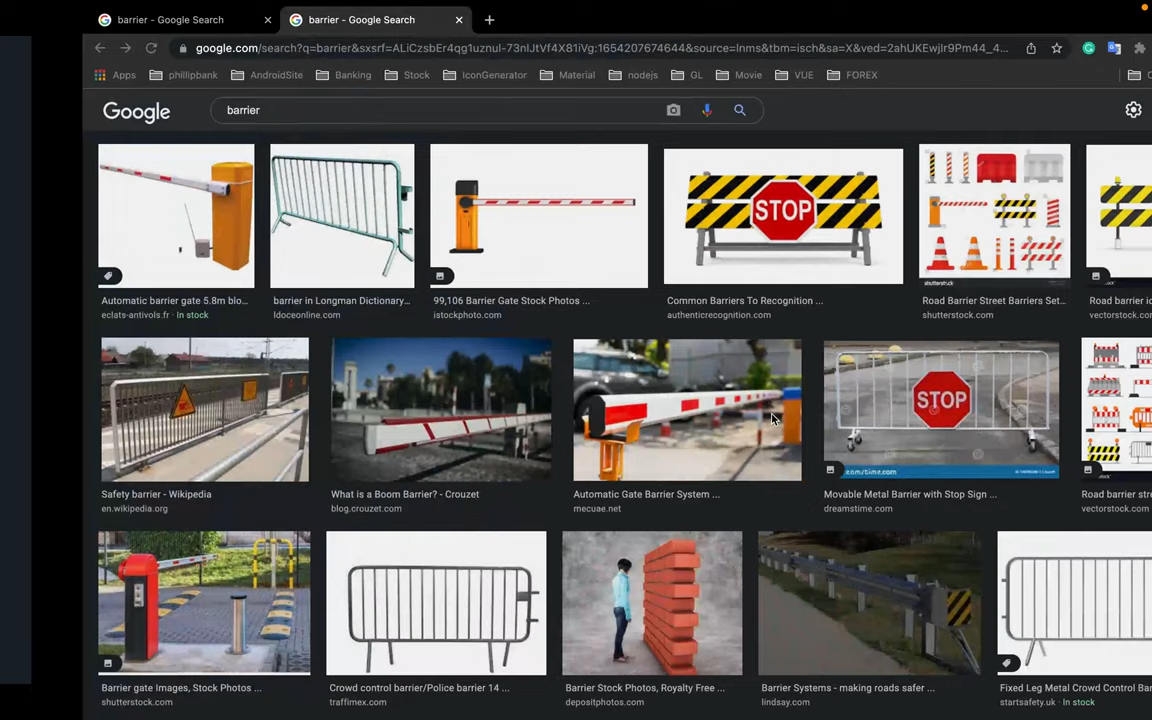 barrier - Google Search
barrier - Google Search
google.com/search?q=barrier&sxsrf=ALiCzsbEr4qg1uznul-73nIJtVf4X81iVg:1654207674644&source=lnms&tbm=isch&sa=X&ved=2ahUKEwjIr9Pm44_4...
Apps phillipbank AndroidSite Banking Stock IconGenerator Material nodejs GL Movie VUE FOREX
Google barrier
STOP
shutterstock
Automatic barrier gate 5.8m blo...
eclats-antivols.fr · In stock
barrier in Longman Dictionary...
ldoceonline.com
99,106 Barrier Gate Stock Photos ...
istockphoto.com
Common Barriers To Recognition ...
authenticrecognition.com
Road Barrier Street Barriers Set...
shutterstock.com
Road barrier ic
vectorstock.com
STOP
dreamstime.com
Safety barrier - Wikipedia
en.wikipedia.org
What is a Boom Barrier? - Crouzet
blog.crouzet.com
Automatic Gate Barrier System ...
mecuae.net
Movable Metal Barrier with Stop Sign ...
dreamstime.com
Road barrier stre
vectorstock.com
Barrier gate Images, Stock Photos ...
shutterstock.com
Crowd control barrier/Police barrier 14 ...
traffimex.com
Barrier Stock Photos, Royalty Free ...
depositphotos.com
Barrier Systems - making roads safer ...
lindsay.com
Fixed Leg Metal Crowd Control Bar
startsafety.uk · In stock